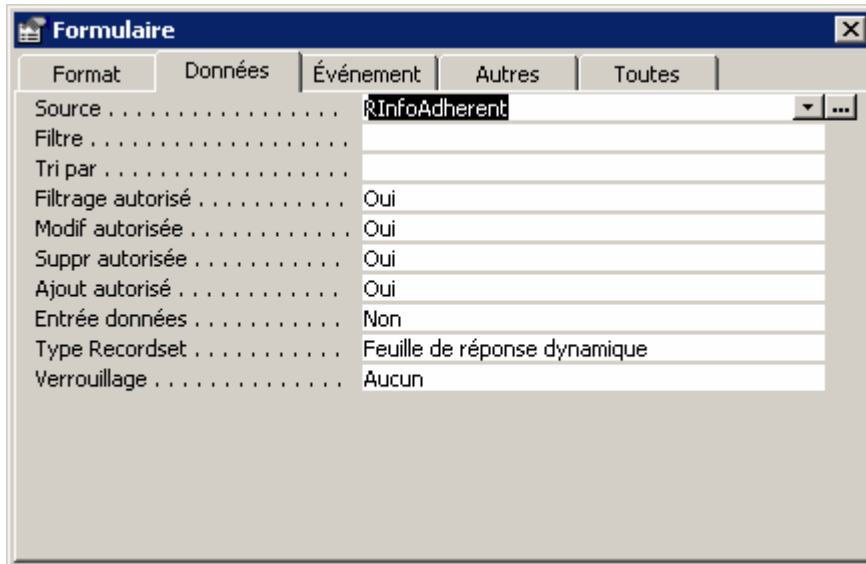 Formulaire
Format Données Événement Autres Toutes
Source . . . . . . . . . . . . . . . . . . RInfoAdherent ...
Filtre . . . . . . . . . . . . . . . . . . . .
Tri par . . . . . . . . . . . . . . . . . . .
Filtrage autorisé . . . . . . . . . . . Oui
Modif autorisée . . . . . . . . . . . . Oui
Suppr autorisée . . . . . . . . . . . Oui
Ajout autorisé . . . . . . . . . . . . . Oui
Entrée données . . . . . . . . . . . Non
Type Recordset . . . . . . . . . . . Feuille de réponse dynamique
Verrouillage . . . . . . . . . . . . . . Aucun